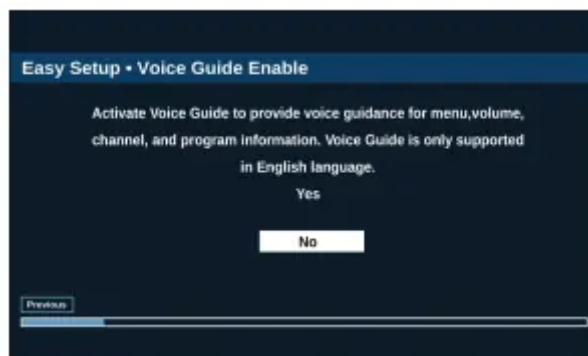 Easy Setup • Voice Guide Enable
Activate Voice Guide to provide voice guidance for menu,volume,
channel, and program information. Voice Guide is only supported
in English language.
Yes
No
Previous